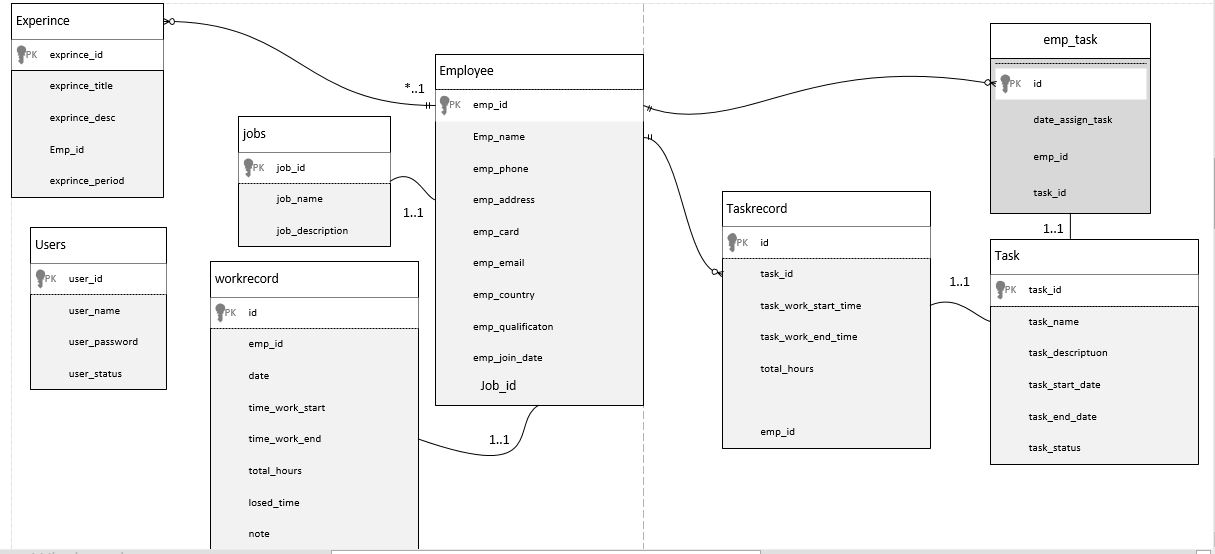 Experince
PK exprince_id
exprince_title
exprince_desc
Emp_id
exprince_period
*..1
Employee
PK emp_id
Emp_name
emp_phone
emp_address
emp_card
emp_email
emp_country
emp_qualificaton
emp_join_date
Job_id
emp_task
PK id
date_assign_task
emp_id
task_id
1..1
jobs
PK job_id
job_name
job_description
1..1
Users
PK user_id
user_name
user_password
user_status
workrecord
PK id
emp_id
date
time_work_start
time_work_end
total_hours
losed_time
note
1..1
Taskrecord
PK id
task_id
task_work_start_time
task_work_end_time
total_hours
emp_id
1..1
Task
PK task_id
task_name
task_descriptuon
task_start_date
task_end_date
task_status